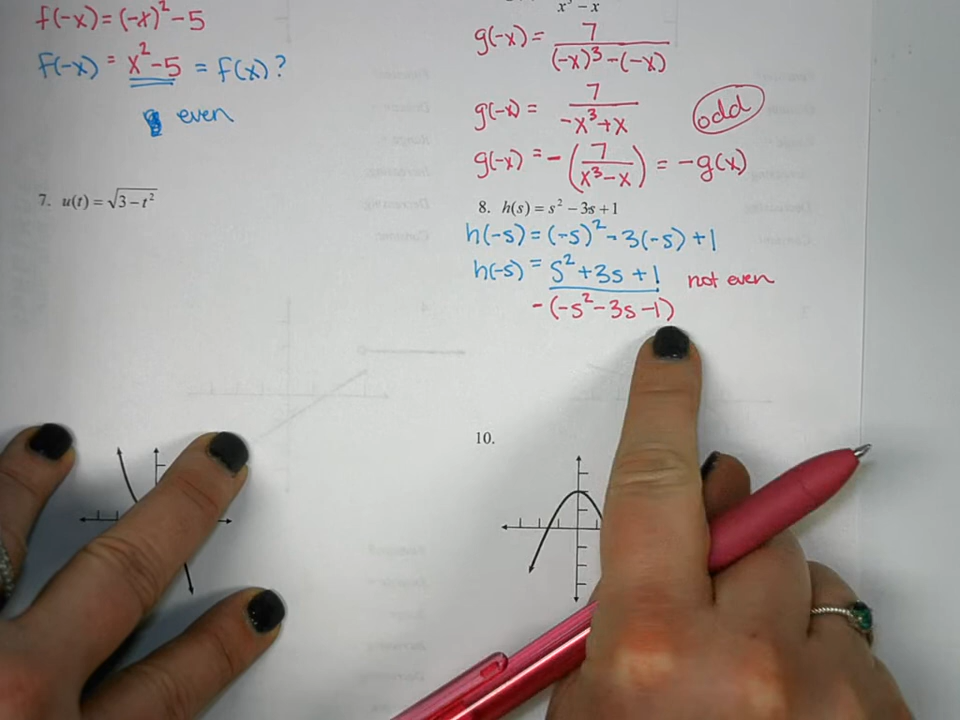 f(-x) = (-x)² - 5
f(-x) = x² - 5 = f(x)?
even
x³ - x
g(-x) = 7 / (-x)³ - (-x)
g(-x) = 7 / -x³ + x
odd
g(-x) = - (7 / x³ - x) = -g(x)
7. u(t) = √3 - t²
8. h(s) = s² - 3s + 1
h(-s) = (-s)² - 3(-s) + 1
h(-s) = s² + 3s + 1 not even
- (-s² - 3s - 1)
10.